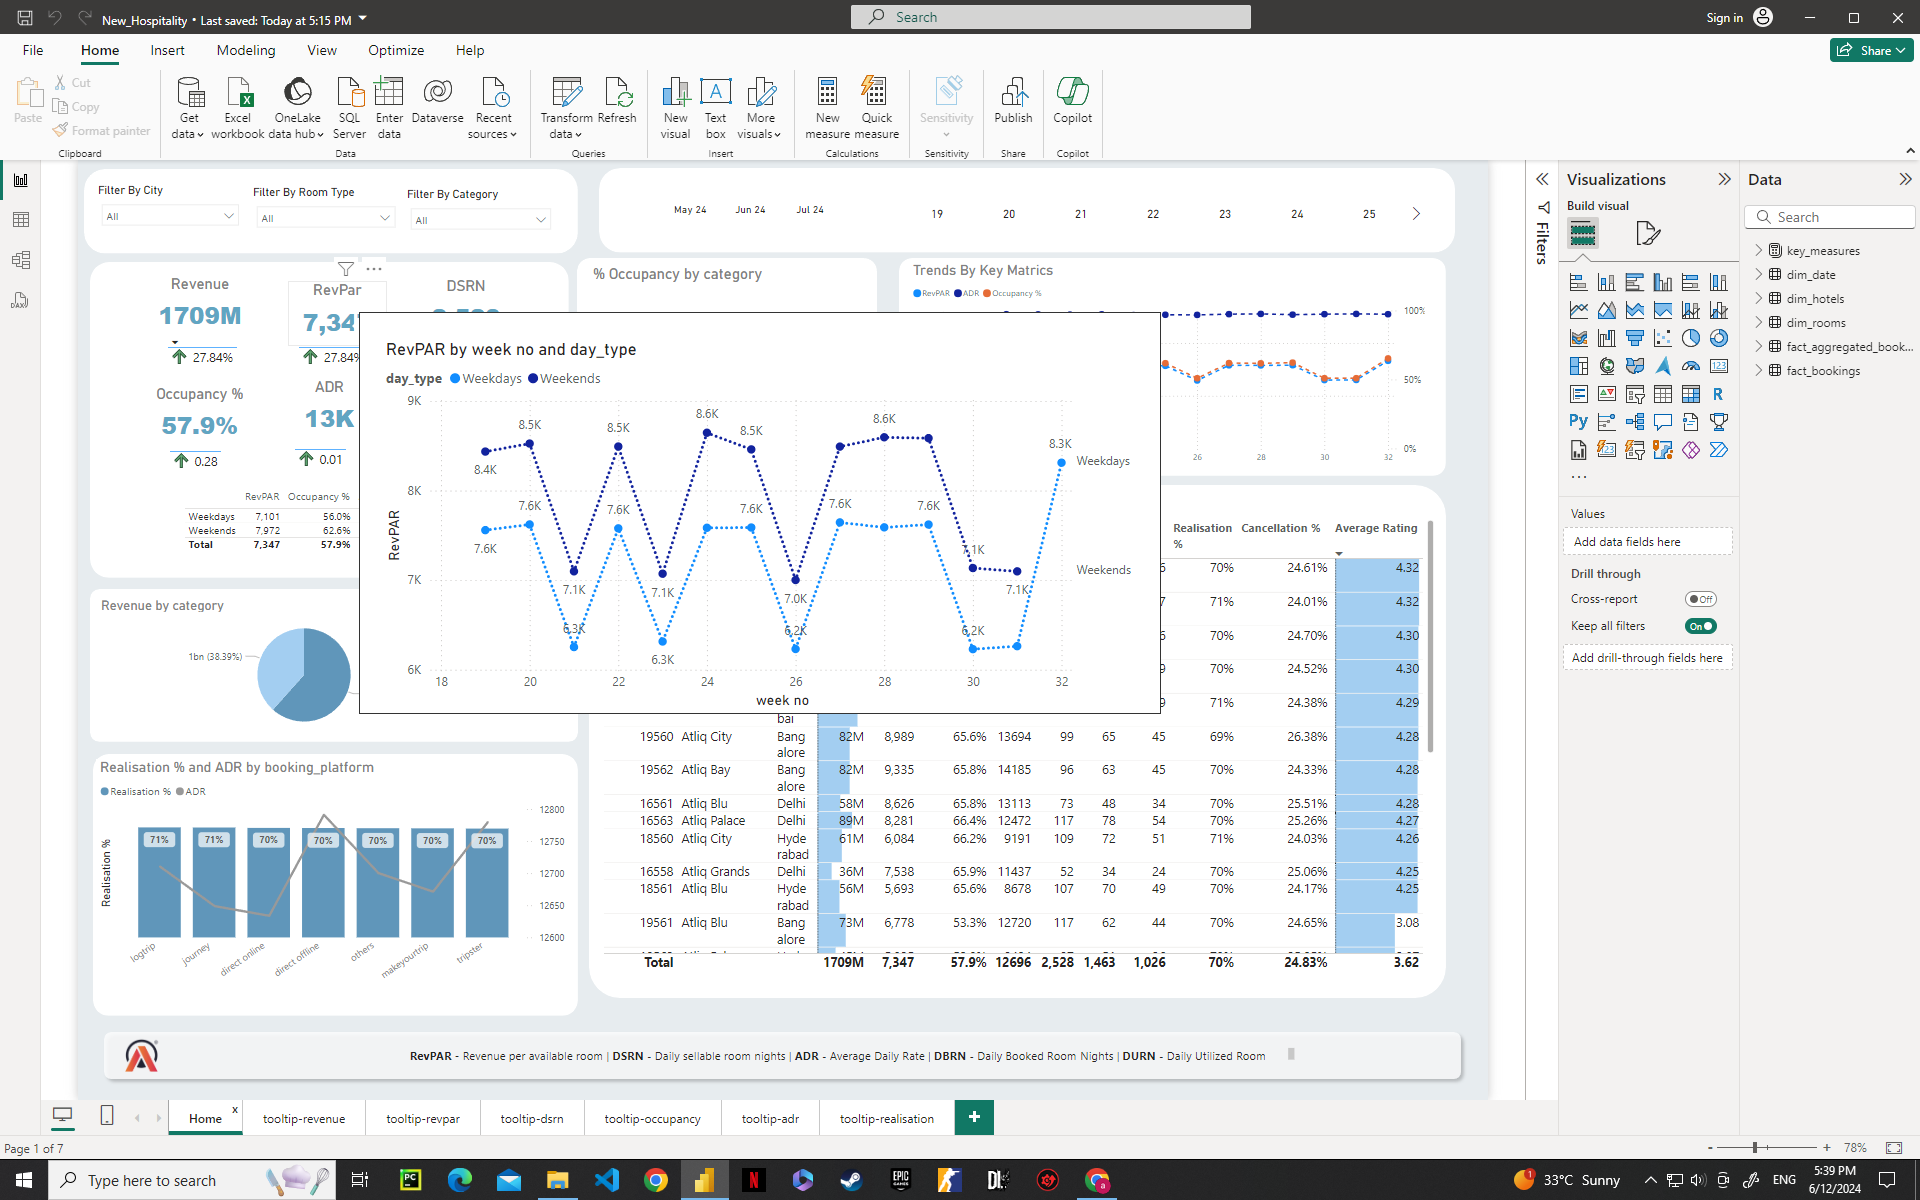 New_Hospitality • Last saved: Today at 5:15 PM
Search
Sign in
File Home Insert Modeling View Optimize Help
Share
Paste
Cut
Copy
Format painter
Clipboard
Get data
Excel workbook
OneLake data hub
SQL Server
Enter data
Dataverse
Recent sources
Data
Transform data
Refresh
Queries
New visual
Text box
More visuals
Insert
New measure
Quick measure
Calculations
Sensitivity
Sensitivity
Publish
Share
Copilot
Copilot
Filter By City
All
Filter By Room Type
All
Filter By Category
All
May 24 Jun 24 Jul 24
19 20 21 22 23 24 25
Revenue
1709M
27.84%
RevPar
27.84%
DSRN
Occupancy %
57.9%
0.28
ADR
13K
0.01
RevPAR Occupancy %
Weekdays 7,101 56.0%
Weekends 7,972 62.6%
Total 7,347 57.9%
% Occupancy by category
Trends By Key Matrics
RevPAR ADR Occupancy %
100%
50%
0%
26 28 30 32
RevPAR by week no and day_type
day_type Weekdays Weekends
RevPAR
9K
8K
7K
6K
8.4K 8.5K 7.1K 8.5K 7.1K 8.6K 8.5K 7.0K 8.6K 7.1K 7.1K
7.6K 7.6K 6.3K 7.6K 6.3K 7.6K 6.2K 7.6K 7.6K 6.2K 8.3K
Weekdays
Weekends
18 20 22 24 26 28 30 32
week no
Revenue by category
1bn (38.39%)
Realisation % and ADR by booking_platform
Realisation % ADR
Realisation %
71% 71% 70% 70% 70% 70% 70%
12800
12750
12700
12650
12600
logtrip journey direct online direct offline others makeyourtrip tripster
Realisation % Cancellation % Average Rating
6 70% 24.61% 4.32
7 71% 24.01% 4.32
6 70% 24.70% 4.30
9 70% 24.52% 4.30
9 71% 24.38% 4.29
bai
19560 Atliq City Bangalore 82M 8,989 65.6% 13694 99 65 45 69% 26.38% 4.28
19562 Atliq Bay Bangalore 82M 9,335 65.8% 14185 96 63 45 70% 24.33% 4.28
16561 Atliq Blu Delhi 58M 8,626 65.8% 13113 73 48 34 70% 25.51% 4.28
16563 Atliq Palace Delhi 89M 8,281 66.4% 12472 117 78 54 70% 25.26% 4.27
18560 Atliq City Hyderabad 61M 6,084 66.2% 9191 109 72 51 71% 24.03% 4.26
16558 Atliq Grands Delhi 36M 7,538 65.9% 11437 52 34 24 70% 25.06% 4.25
18561 Atliq Blu Hyderabad 56M 5,693 65.6% 8678 107 70 49 70% 24.17% 4.25
19561 Atliq Blu Bangalore 73M 6,778 53.3% 12720 117 62 44 70% 24.65% 3.08
Total 1709M 7,347 57.9% 12696 2,528 1,463 1,026 70% 24.83% 3.62
RevPAR - Revenue per available room | DSRN - Daily sellable room nights | ADR - Average Daily Rate | DBRN - Daily Booked Room Nights | DURN - Daily Utilized Room
Filters
Visualizations
Build visual
Values
Add data fields here
Drill through
Cross-report Off
Keep all filters On
Add drill-through fields here
Data
Search
key_measures
dim_date
dim_hotels
dim_rooms
fact_aggregated_book...
fact_bookings
Home x
tooltip-revenue
tooltip-revpar
tooltip-dsrn
tooltip-occupancy
tooltip-adr
tooltip-realisation
+
Page 1 of 7
- + 78%
Type here to search
33°C Sunny
ENG
5:39 PM
6/12/2024